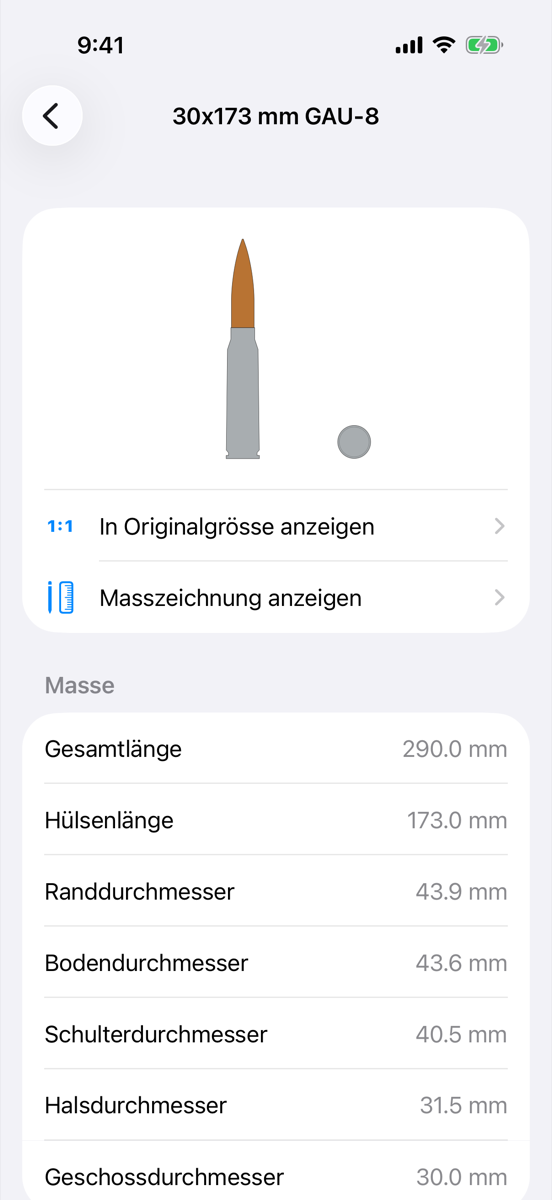 9:41
30x173 mm GAU-8
1:1 In Originalgrösse anzeigen
Masszeichnung anzeigen
Masse
Gesamtlänge 290.0 mm
Hülsenlänge 173.0 mm
Randdurchmesser 43.9 mm
Bodendurchmesser 43.6 mm
Schulterdurchmesser 40.5 mm
Halsdurchmesser 31.5 mm
Geschossdurchmesser 30.0 mm